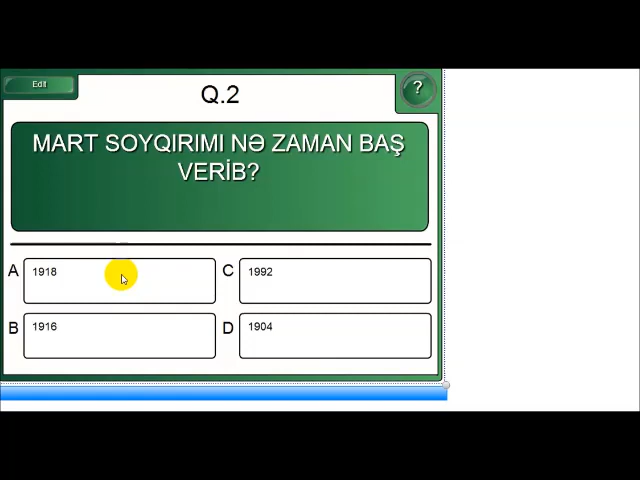 Edit
?
Q.2
MART SOYQIRIMI NƏ ZAMAN BAŞ
VERİB?
A 1918
C 1992
B 1916
D 1904